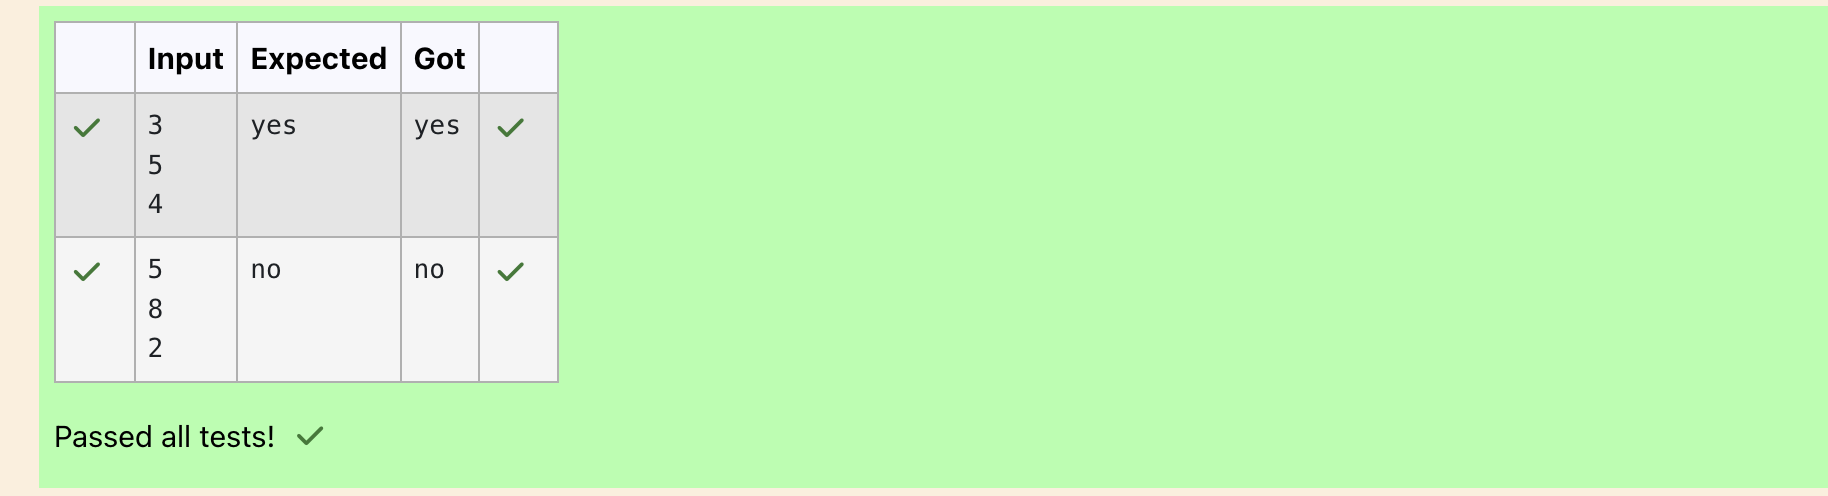 Input Expected Got
3 yes yes
5
4
5 no no
8
2
Passed all tests!